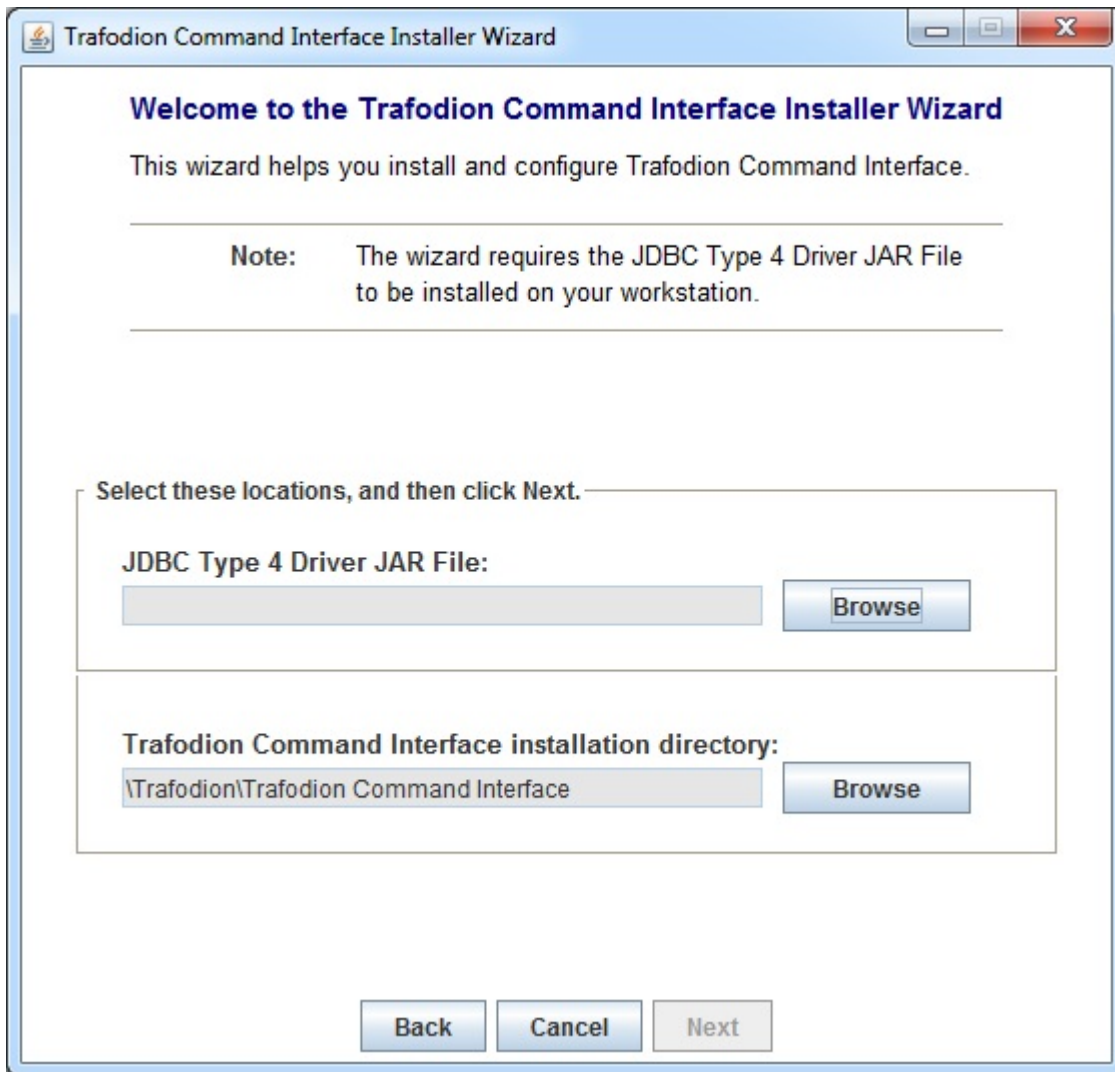 Trafodion Command Interface Installer Wizard
Welcome to the Trafodion Command Interface Installer Wizard
This wizard helps you install and configure Trafodion Command Interface.
Note: The wizard requires the JDBC Type 4 Driver JAR File
to be installed on your workstation.
Select these locations, and then click Next.
JDBC Type 4 Driver JAR File:
Browse
Trafodion Command Interface installation directory:
\Trafodion\Trafodion Command Interface Browse
Back Cancel Next